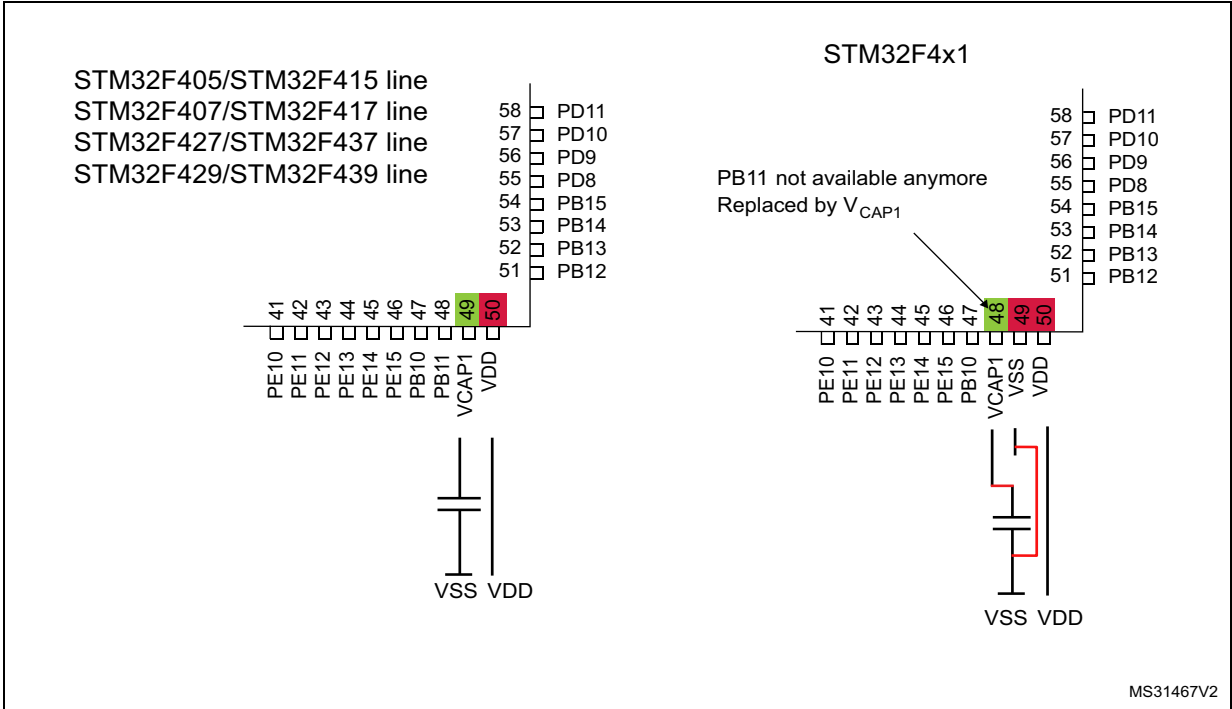 STM32F405/STM32F415 line
STM32F407/STM32F417 line
STM32F427/STM32F437 line
STM32F429/STM32F439 line
58 PD11
57 PD10
56 PD9
55 PD8
54 PB15
53 PB14
52 PB13
51 PB12
41 42 43 44 45 46 47 48 49 50
PE10 PE11 PE12 PE13 PE14 PE15 PB10 PB11 VCAP1 VDD
VSS VDD
STM32F4x1
58 PD11
57 PD10
56 PD9
55 PD8
54 PB15
53 PB14
52 PB13
51 PB12
PB11 not available anymore
Replaced by VCAP1
41 42 43 44 45 46 47 48 49 50
PE10 PE11 PE12 PE13 PE14 PE15 PB10 VCAP1 VSS VDD
VSS VDD
MS31467V2